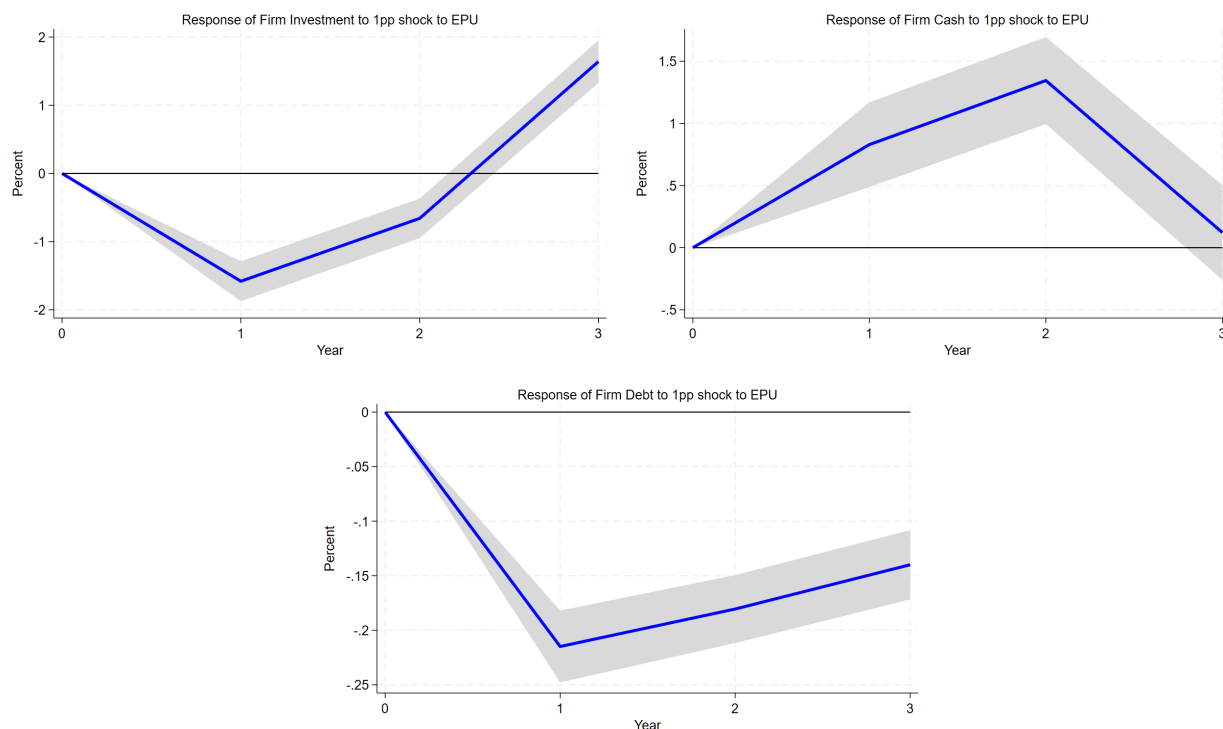 Response of Firm Investment to 1pp shock to EPU
Percent
2
1
0
-1
-2
0 1 2 3
Year
Response of Firm Cash to 1pp shock to EPU
Percent
1.5
1
.5
0
-.5
0 1 2 3
Year
Response of Firm Debt to 1pp shock to EPU
Percent
0
-.05
-.1
-.15
-.2
-.25
0 1 2 3
Year